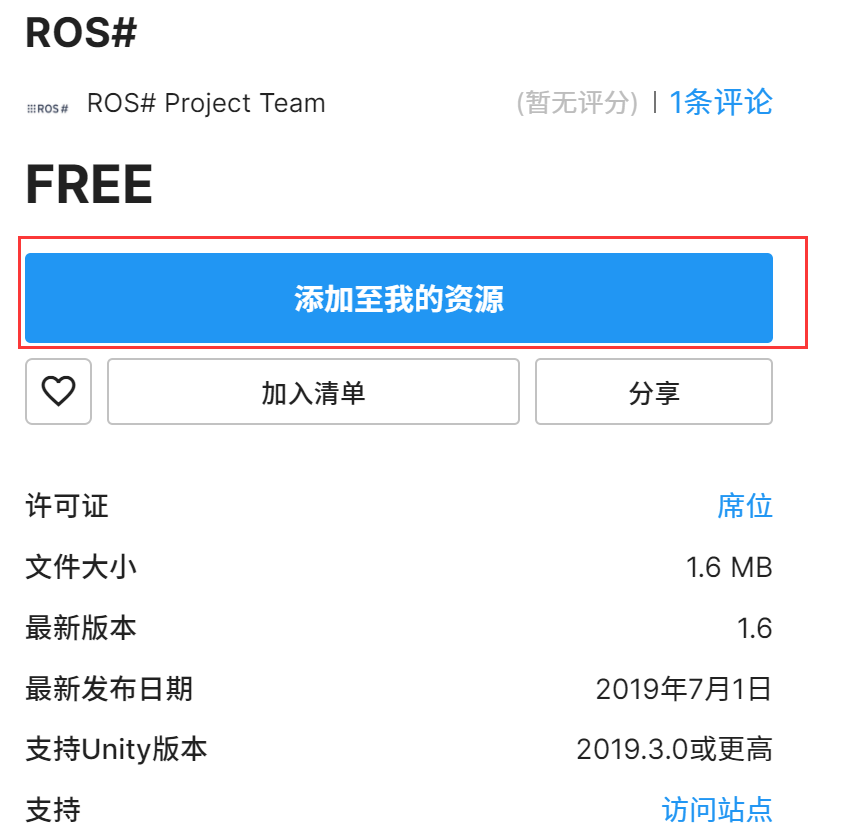 ROS#
ROS# ROS# Project Team (暂无评分) | 1条评论
FREE
添加至我的资源
加入清单 分享
许可证 席位
文件大小 1.6 MB
最新版本 1.6
最新发布日期 2019年7月1日
支持Unity版本 2019.3.0或更高
支持 访问站点